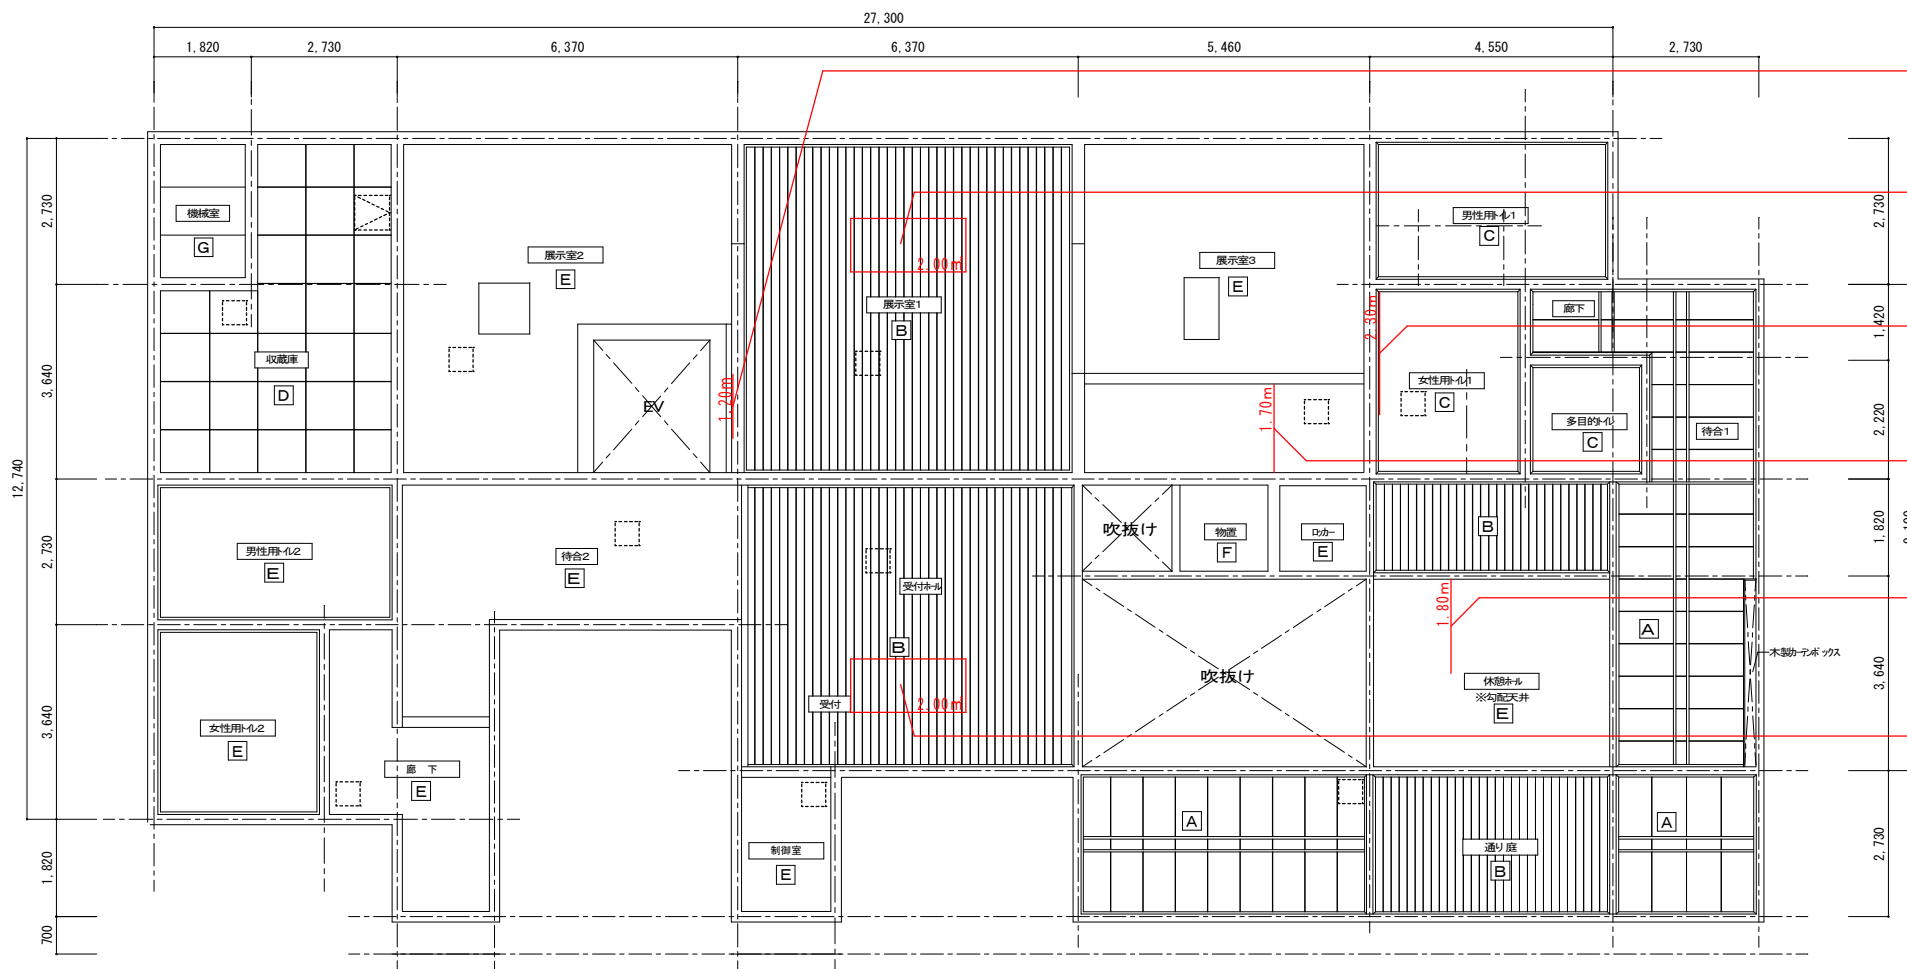 27,300
1,820
2,730
6,370
6,370
5,460
4,550
2,730
2,730
3,640
12,740
2,730
3,640
1,820
700
2,730
1,420
2,220
1,820
3,640
2,730
機械室
G
収蔵庫
D
展示室2
E
EV
1.20m
2.00㎡
展示室1
B
展示室3
E
1.70m
男性用トイレ1
C
2.30m
女性用トイレ1
C
廊下
多目的トイレ
C
待合1
男性用トイレ2
E
待合2
E
受付ホール
B
受付
2.00㎡
吹抜け
物置
F
ロッカー
E
B
吹抜け
1.80m
休憩ホール
※勾配天井
E
A
木製カーテンボックス
女性用トイレ2
E
廊 下
E
制御室
E
A
通り庭
B
A